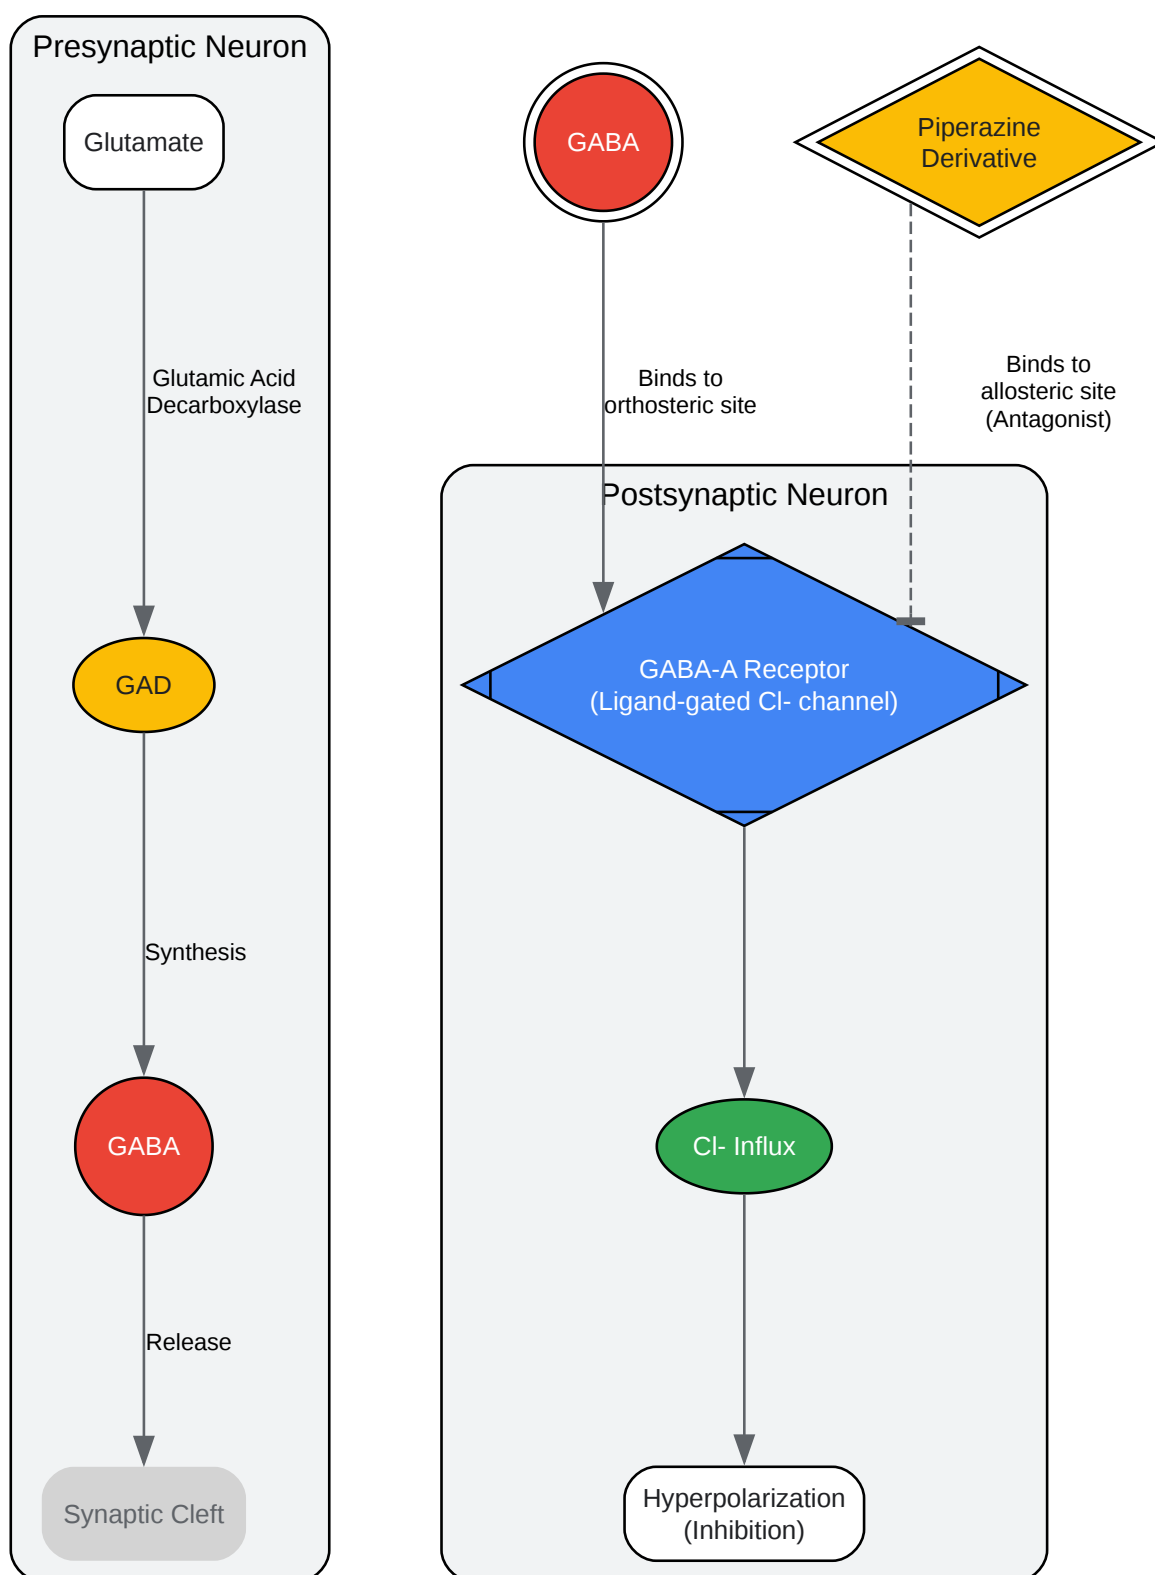 Presynaptic Neuron
Glutamate
Glutamic Acid
Decarboxylase
GAD
Synthesis
GABA
Release
Synaptic Cleft
GABA
Piperazine
Derivative
Binds to
orthosteric site
Binds to
allosteric site
(Antagonist)
Postsynaptic Neuron
GABA-A Receptor
(Ligand-gated Cl- channel)
Cl- Influx
Hyperpolarization
(Inhibition)